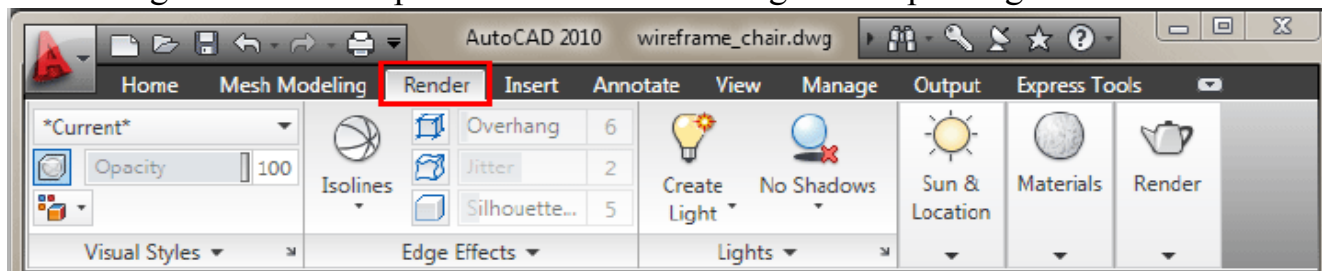 AutoCAD 2010 wireframe_chair.dwg
Home Mesh Modeling Render Insert Annotate View Manage Output Express Tools
*Current*
Opacity 100
Isolines
Overhang 6
Jitter 2
Silhouette... 5
Create Light
No Shadows
Sun & Location
Materials
Render
Visual Styles
Edge Effects
Lights